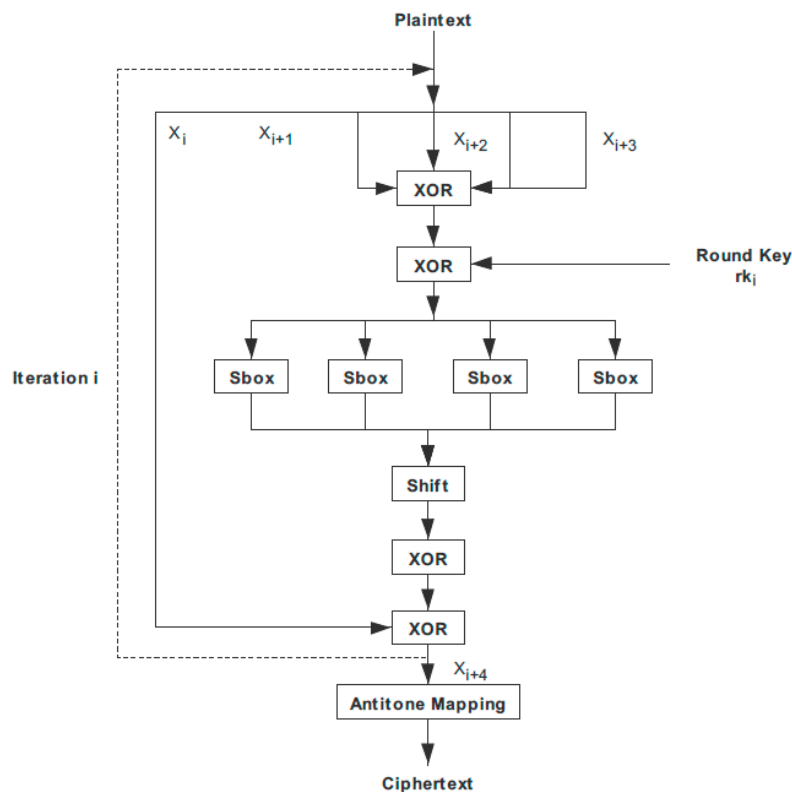 Plaintext
Xi
Xi+1
Xi+2
Xi+3
XOR
XOR
Round Key
rki
Iteration i
Sbox
Sbox
Sbox
Sbox
Shift
XOR
XOR
Xi+4
Antitone Mapping
Ciphertext